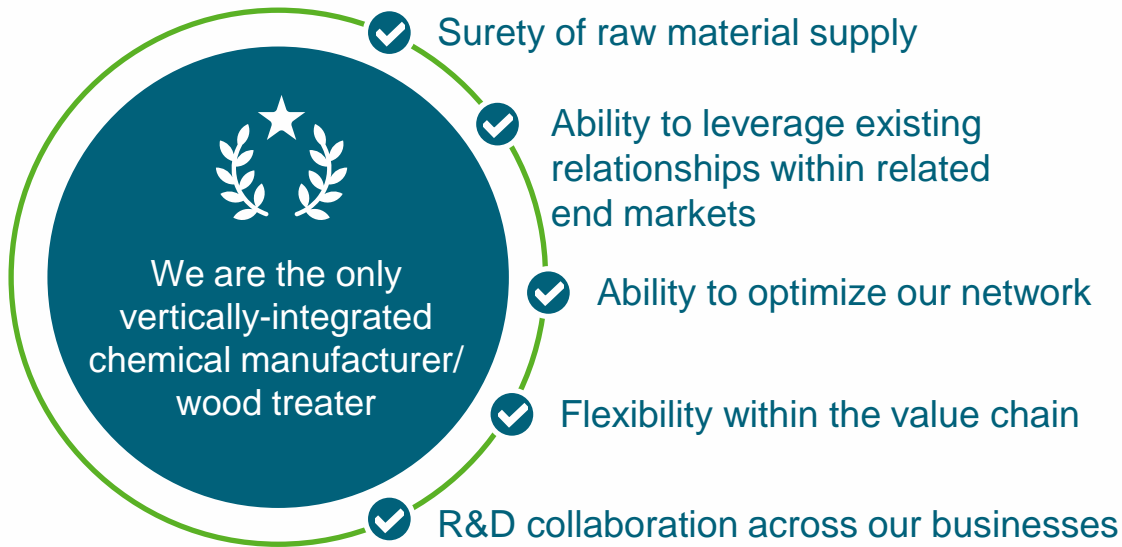 Surety of raw material supply
Ability to leverage existing
relationships within related
end markets
We are the only
vertically-integrated
chemical manufacturer/
wood treater
Ability to optimize our network
Flexibility within the value chain
R&D collaboration across our businesses